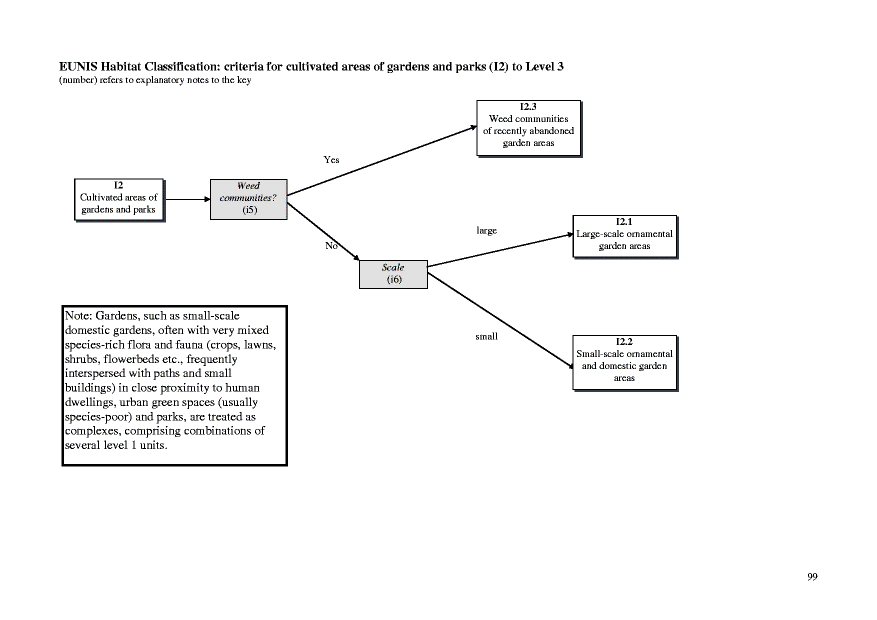 EUNIS Habitat Classification: criteria for cultivated areas of gardens and parks (I2) to Level 3
(number) refers to explanatory notes to the key
I2.3
Weed communities
of recently abandoned
garden areas
Yes
I2
Cultivated areas of
gardens and parks
Weed
communities?
(i5)
large
I2.1
Large-scale ornamental
garden areas
No
Scale
(i6)
small
I2.2
Small-scale ornamental
and domestic garden
areas
Note: Gardens, such as small-scale
domestic gardens, often with very mixed
species-rich flora and fauna (crops, lawns,
shrubs, flowerbeds etc., frequently
interspersed with paths and small
buildings) in close proximity to human
dwellings, urban green spaces (usually
species-poor) and parks, are treated as
complexes, comprising combinations of
several level 1 units.
99